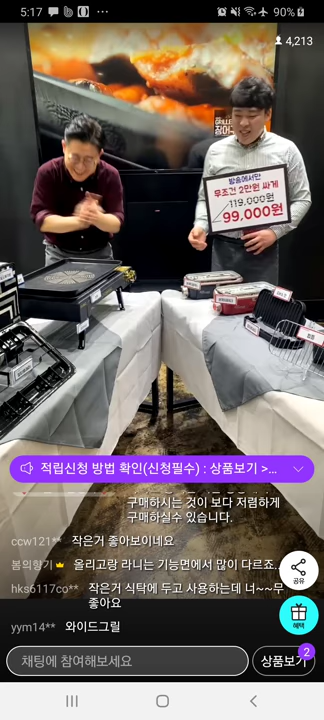 5:17
90%
4,213
방송에서만
무조건 2만원 싸게
119,000원
99,000원
적립신청 방법 확인(신청필수) : 상품보기 >...
구매하시는 것이 보다 저렴하게
구매하실수 있습니다.
ccw121** 작은거 좋아보이네요
봄의향기 올리고랑 라니는 기능면에서 많이 다르죠..
hks6117co** 작은거 식탁에 두고 사용하는데 너~~무
좋아요
공유
yym14** 와이드그릴
혜택
2
채팅에 참여해보세요
상품보기